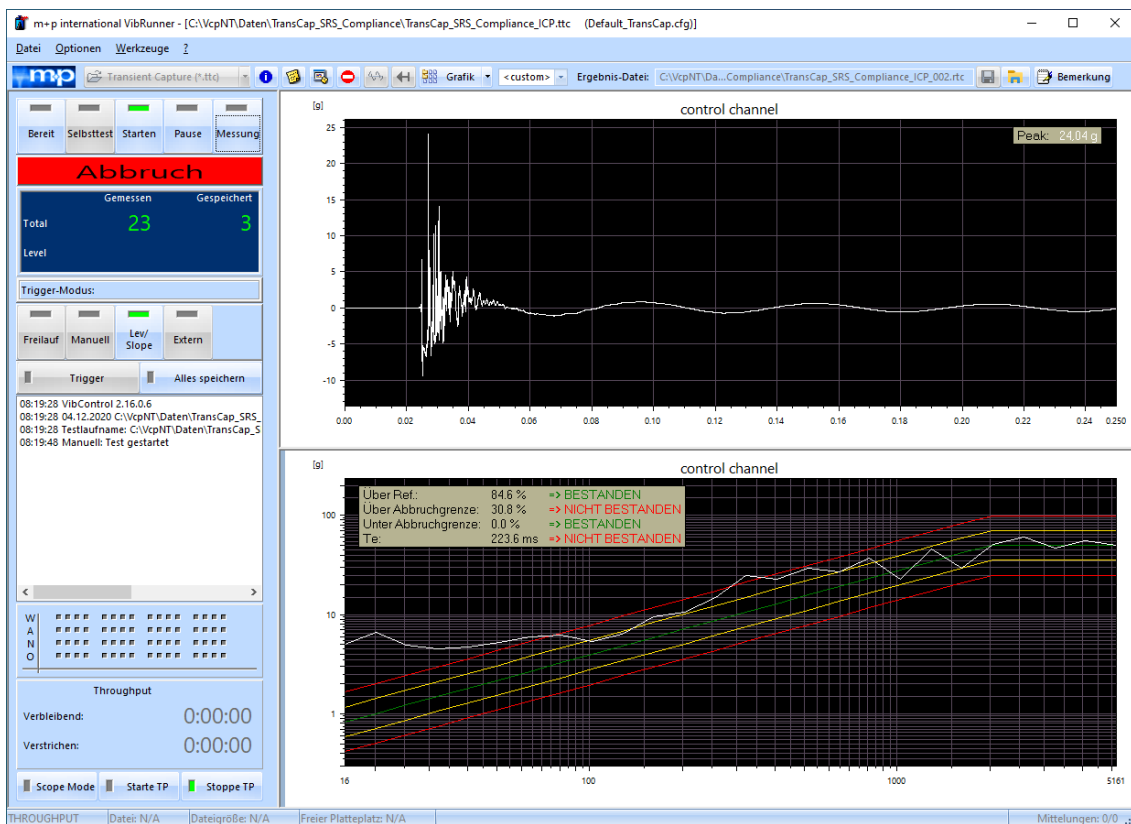 m+p international VibRunner - [C:\VcpNT\Daten\TransCap_SRS_Compliance\TransCap_SRS_Compliance_ICP.ttc    (Default_TransCap.cfg)]
Datei Optionen Werkzeuge ?
mp Transient Capture (*.ttc) Grafik <custom> Ergebnis-Datei: C:\VcpNT\Da...Compliance\TransCap_SRS_Compliance_ICP_002.rtc Bemerkung
Bereit Selbsttest Starten Pause Messung
Abbruch
Gemessen Gespeichert
Total 23 3
Level
Trigger-Modus:
Freilauf Manuell Lev/ Slope Extern
Trigger Alles speichern
08:19:28 VibControl 2.16.0.6
08:19:28 04.12.2020 C:\VcpNT\Daten\TransCap_SRS_
08:19:28 Testlaufname: C:\VcpNT\Daten\TransCap_S
08:19:48 Manuell: Test gestartet
W
A
N
O
Throughput
Verbleibend: 0:00:00
Verstrichen: 0:00:00
Scope Mode Starte TP Stoppe TP
[g] control channel
Peak: 24,04 g
25
20
15
10
5
0
-5
-10
0.00 0.02 0.04 0.06 0.08 0.10 0.12 0.14 0.16 0.18 0.20 0.22 0.250
[g] control channel
Über Ref.: 84.6 % => BESTANDEN
Über Abbruchgrenze: 30.8 % => NICHT BESTANDEN
Unter Abbruchgrenze: 0.0 % => BESTANDEN
Te: 223.6 ms => NICHT BESTANDEN
100
10
1
16 100 1000 5161
THROUGHPUT Datei: N/A Dateigröße: N/A Freier Platteplatz: N/A Mittelungen: 0/0